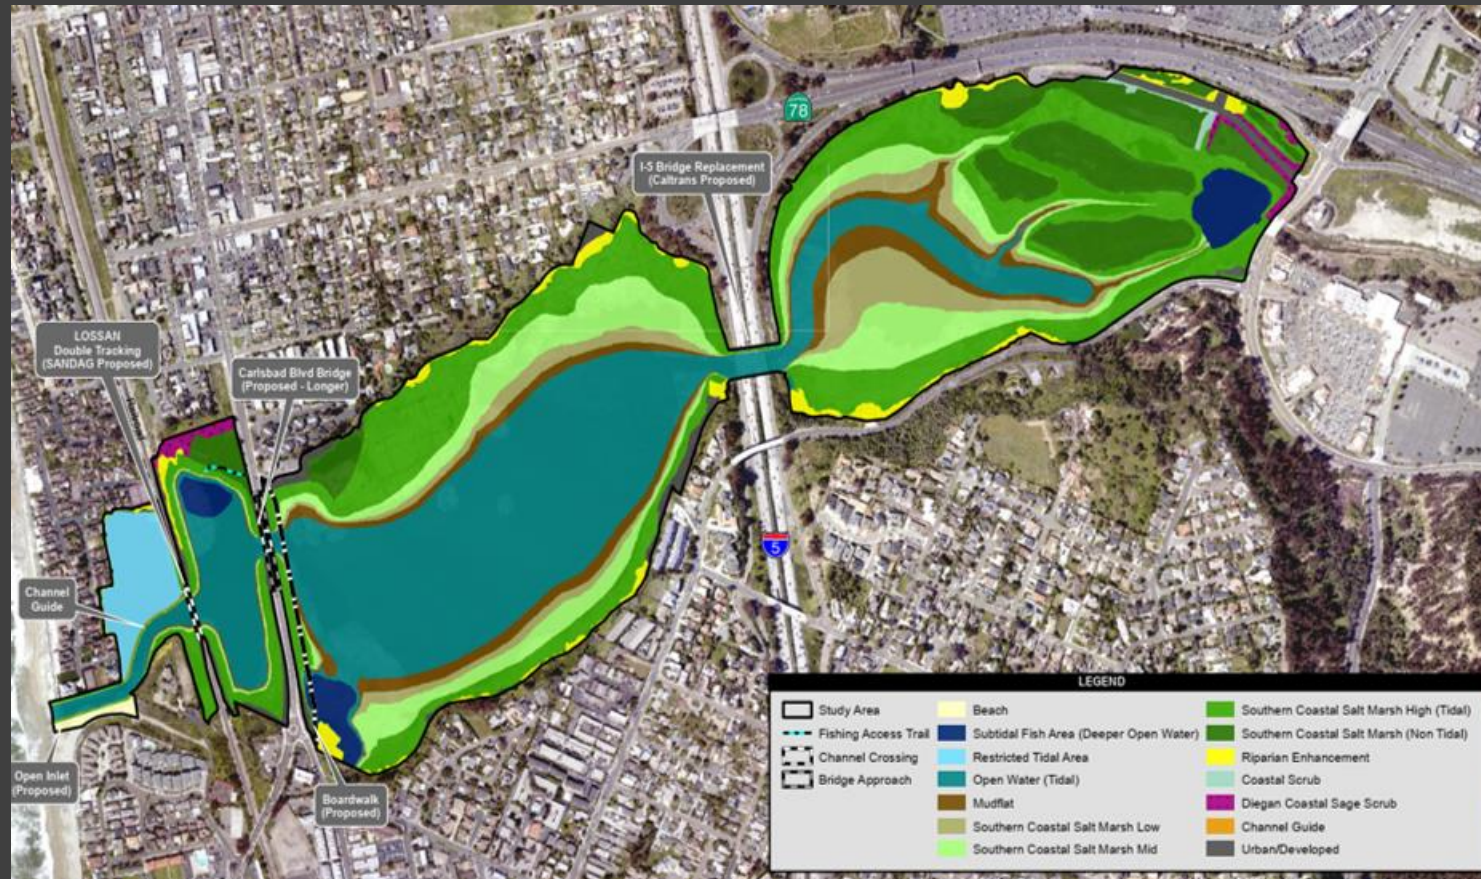 78
I-5 Bridge Replacement
(Caltrans Proposed)
LOSSAN
Double Tracking
(SANDAG Proposed)
Carlsbad Blvd Bridge
(Proposed - Longer)
Channel
Guide
5
Open Inlet
(Proposed)
Boardwalk
(Proposed)
LEGEND
Study Area
Fishing Access Trail
Channel Crossing
Bridge Approach
Beach
Subtidal Fish Area (Deeper Open Water)
Restricted Tidal Area
Open Water (Tidal)
Mudflat
Southern Coastal Salt Marsh Low
Southern Coastal Salt Marsh Mid
Southern Coastal Salt Marsh High (Tidal)
Southern Coastal Salt Marsh (Non Tidal)
Riparian Enhancement
Coastal Scrub
Diegan Coastal Sage Scrub
Channel Guide
Urban/Developed